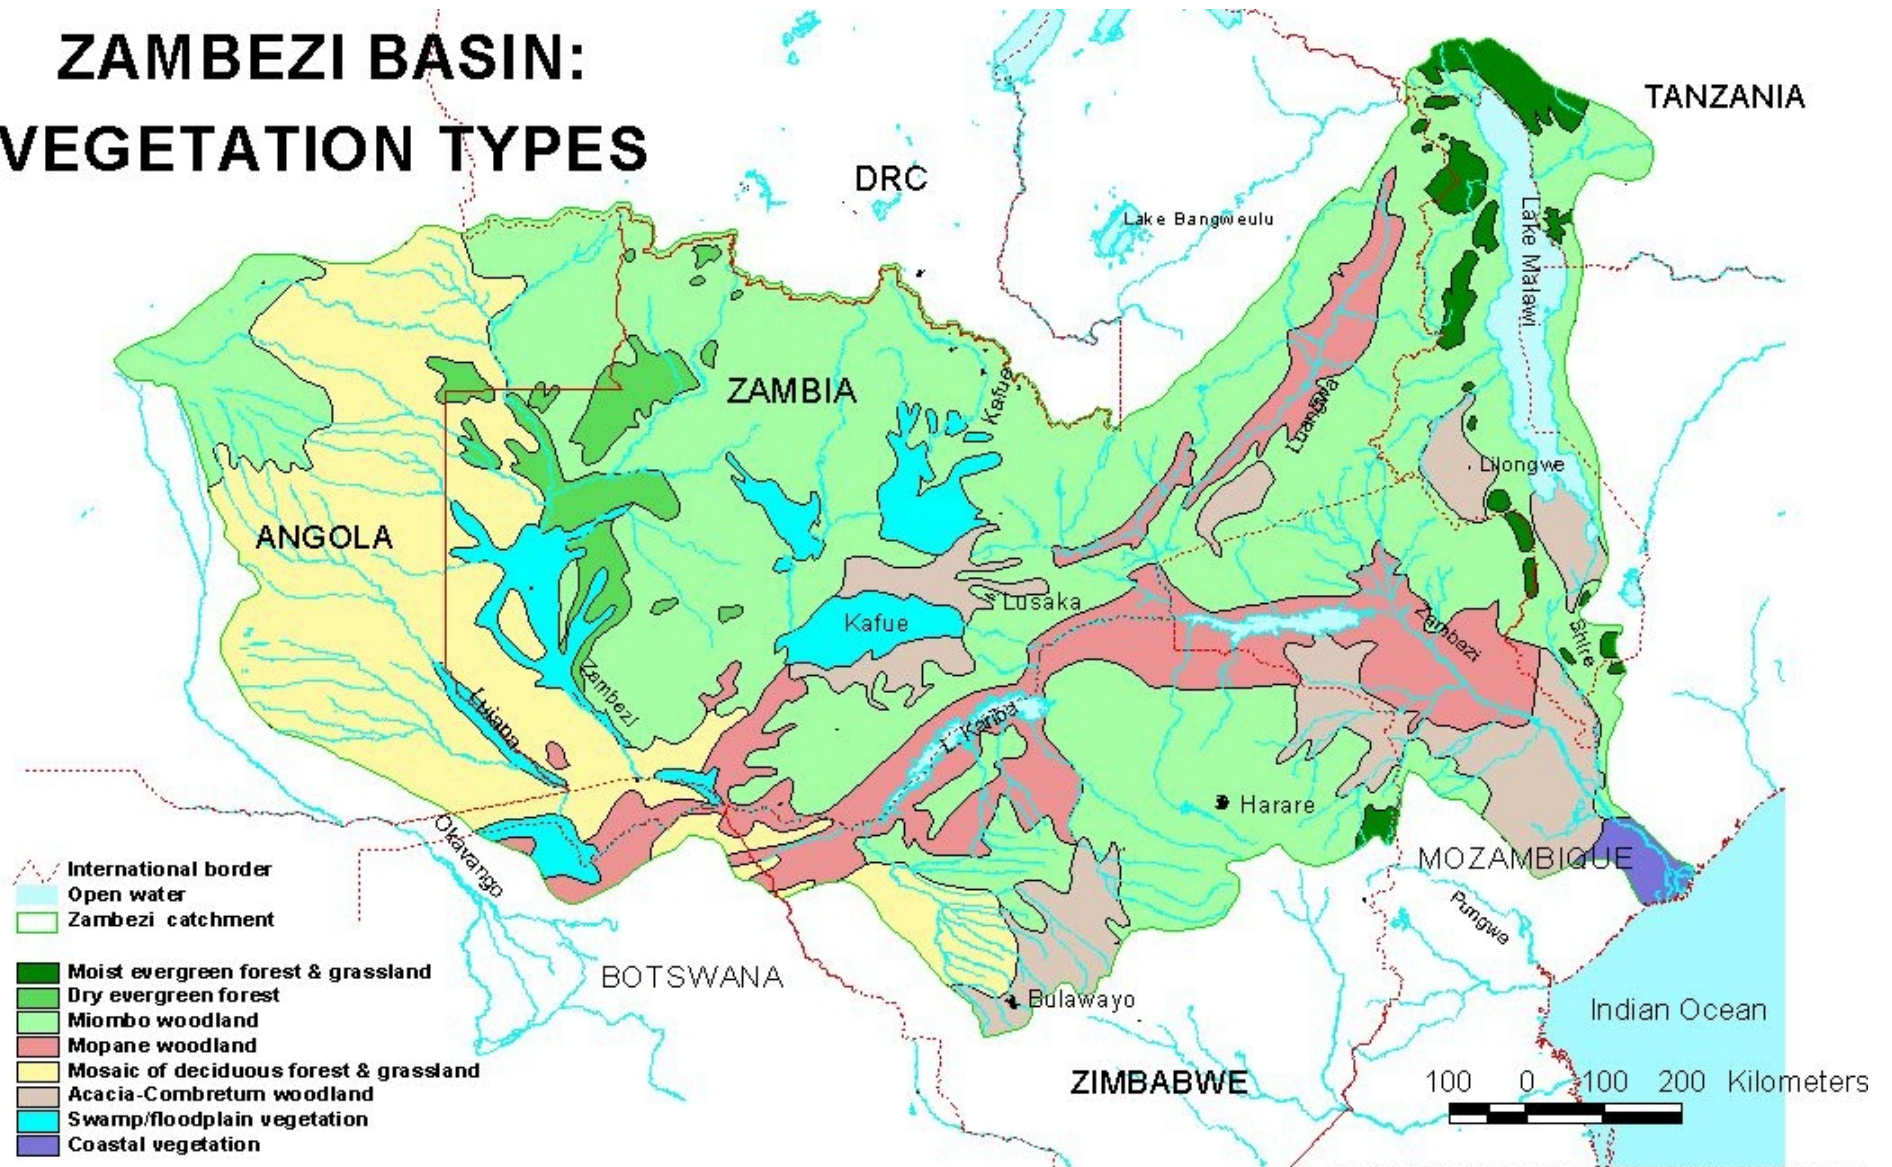 ZAMBEZI BASIN:
VEGETATION TYPES
TANZANIA
DRC
Lake Bangweulu
Lake Malawi
ZAMBIA
Kafue
Luangwa
Lilongwe
ANGOLA
Lusaka
Kafue
Zambezi
Shire
Zambezi
Luiana
L. Kariba
Harare
Okavango
MOZAMBIQUE
Pungwe
BOTSWANA
Bulawayo
Indian Ocean
ZIMBABWE
100 0 100 200 Kilometers
International border
Open water
Zambezi catchment
Moist evergreen forest & grassland
Dry evergreen forest
Miombo woodland
Mopane woodland
Mosaic of deciduous forest & grassland
Acacia-Combretum woodland
Swamp/floodplain vegetation
Coastal vegetation